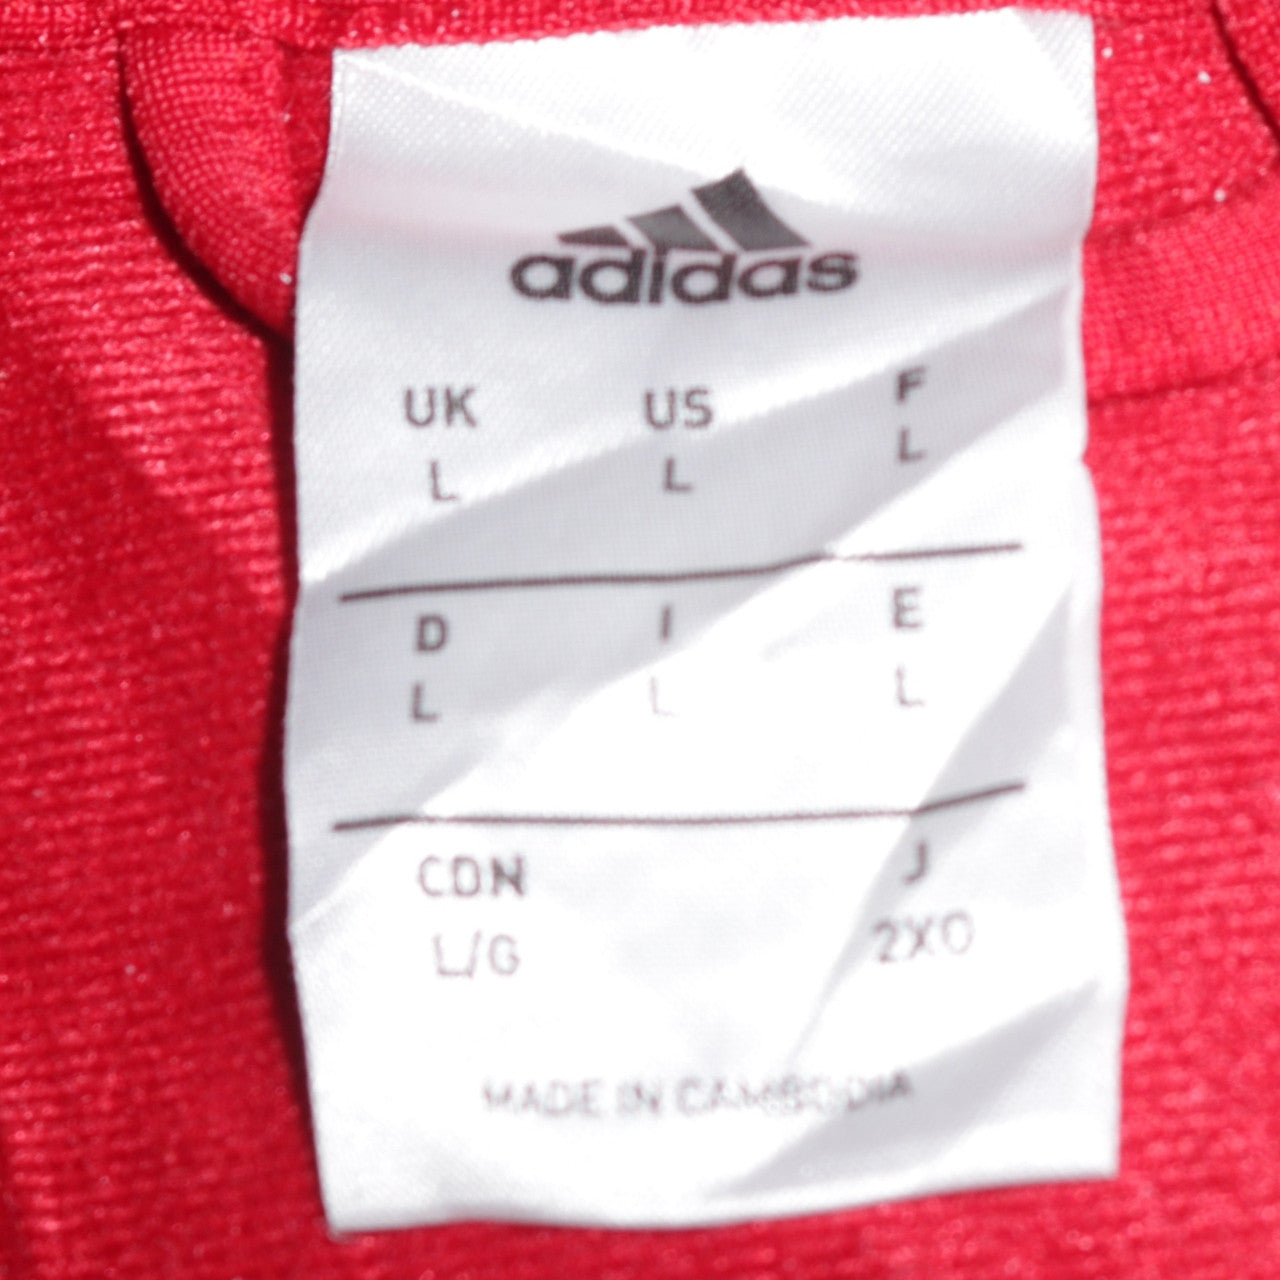 adidas
UK US F
L L L
D I E
L L L
CDN J
L/G 2XO
MADE IN CAMBODIA